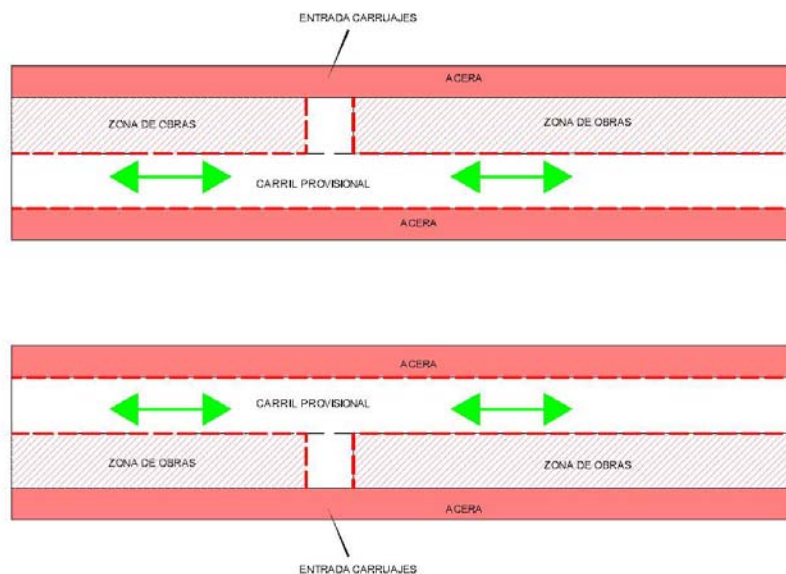 ENTRADA CARRUAJES
ACERA
ZONA DE OBRAS
ZONA DE OBRAS
CARRIL PROVISIONAL
ACERA
ACERA
CARRIL PROVISIONAL
ZONA DE OBRAS
ZONA DE OBRAS
ACERA
ENTRADA CARRUAJES